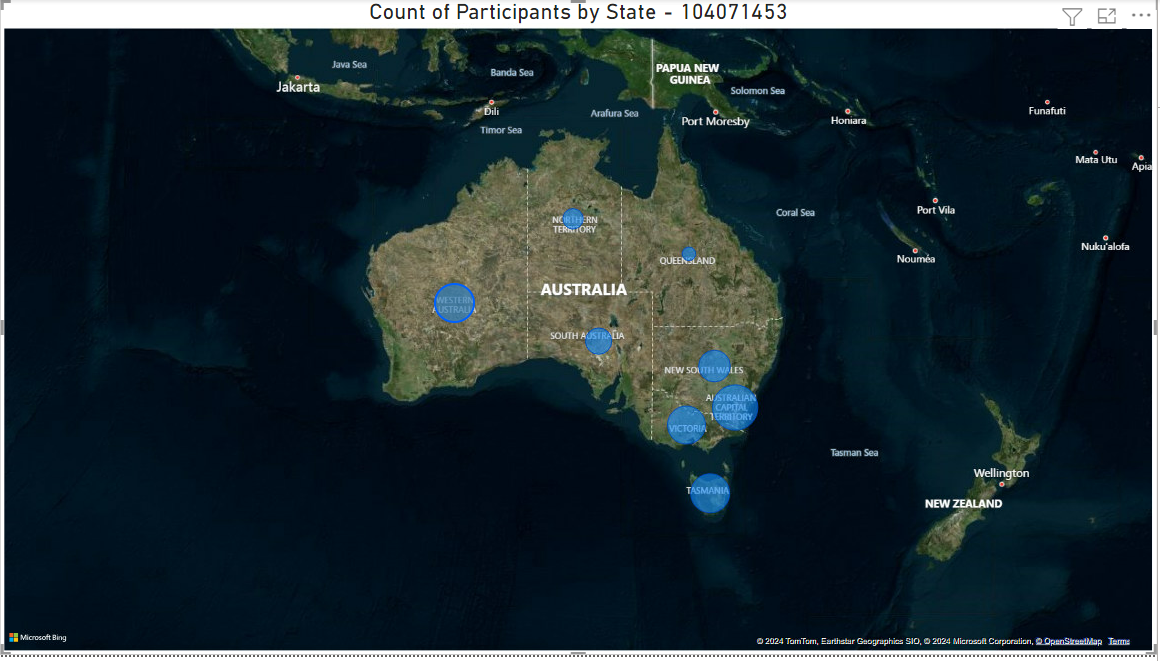 Count of Participants by State - 104071453
Java Sea
Banda Sea
PAPUA NEW
GUINEA
Jakarta
Solomon Sea
Dili
Arafura Sea
Port Moresby
Honiara
Funafuti
Timor Sea
Mata Utu
Apia
Coral Sea
Port Vila
NORTHERN
TERRITORY
Nuku'alofa
QUEENSLAND
Nouméa
AUSTRALIA
WESTERN
AUSTRALIA
SOUTH AUSTRALIA
NEW SOUTH WALES
AUSTRALIAN
CAPITAL
TERRITORY
VICTORIA
Tasman Sea
Wellington
TASMANIA
NEW ZEALAND
Microsoft Bing
© 2024 TomTom, Earthstar Geographics SIO, © 2024 Microsoft Corporation, © OpenStreetMap Terms